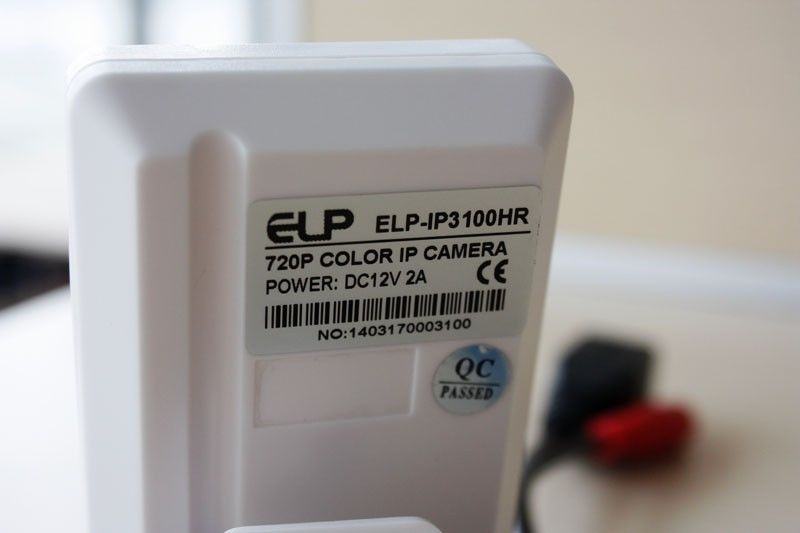 ELP ELP-IP3100HR
720P COLOR IP CAMERA
POWER: DC12V 2A CE
NO:1403170003100
QC
PASSED